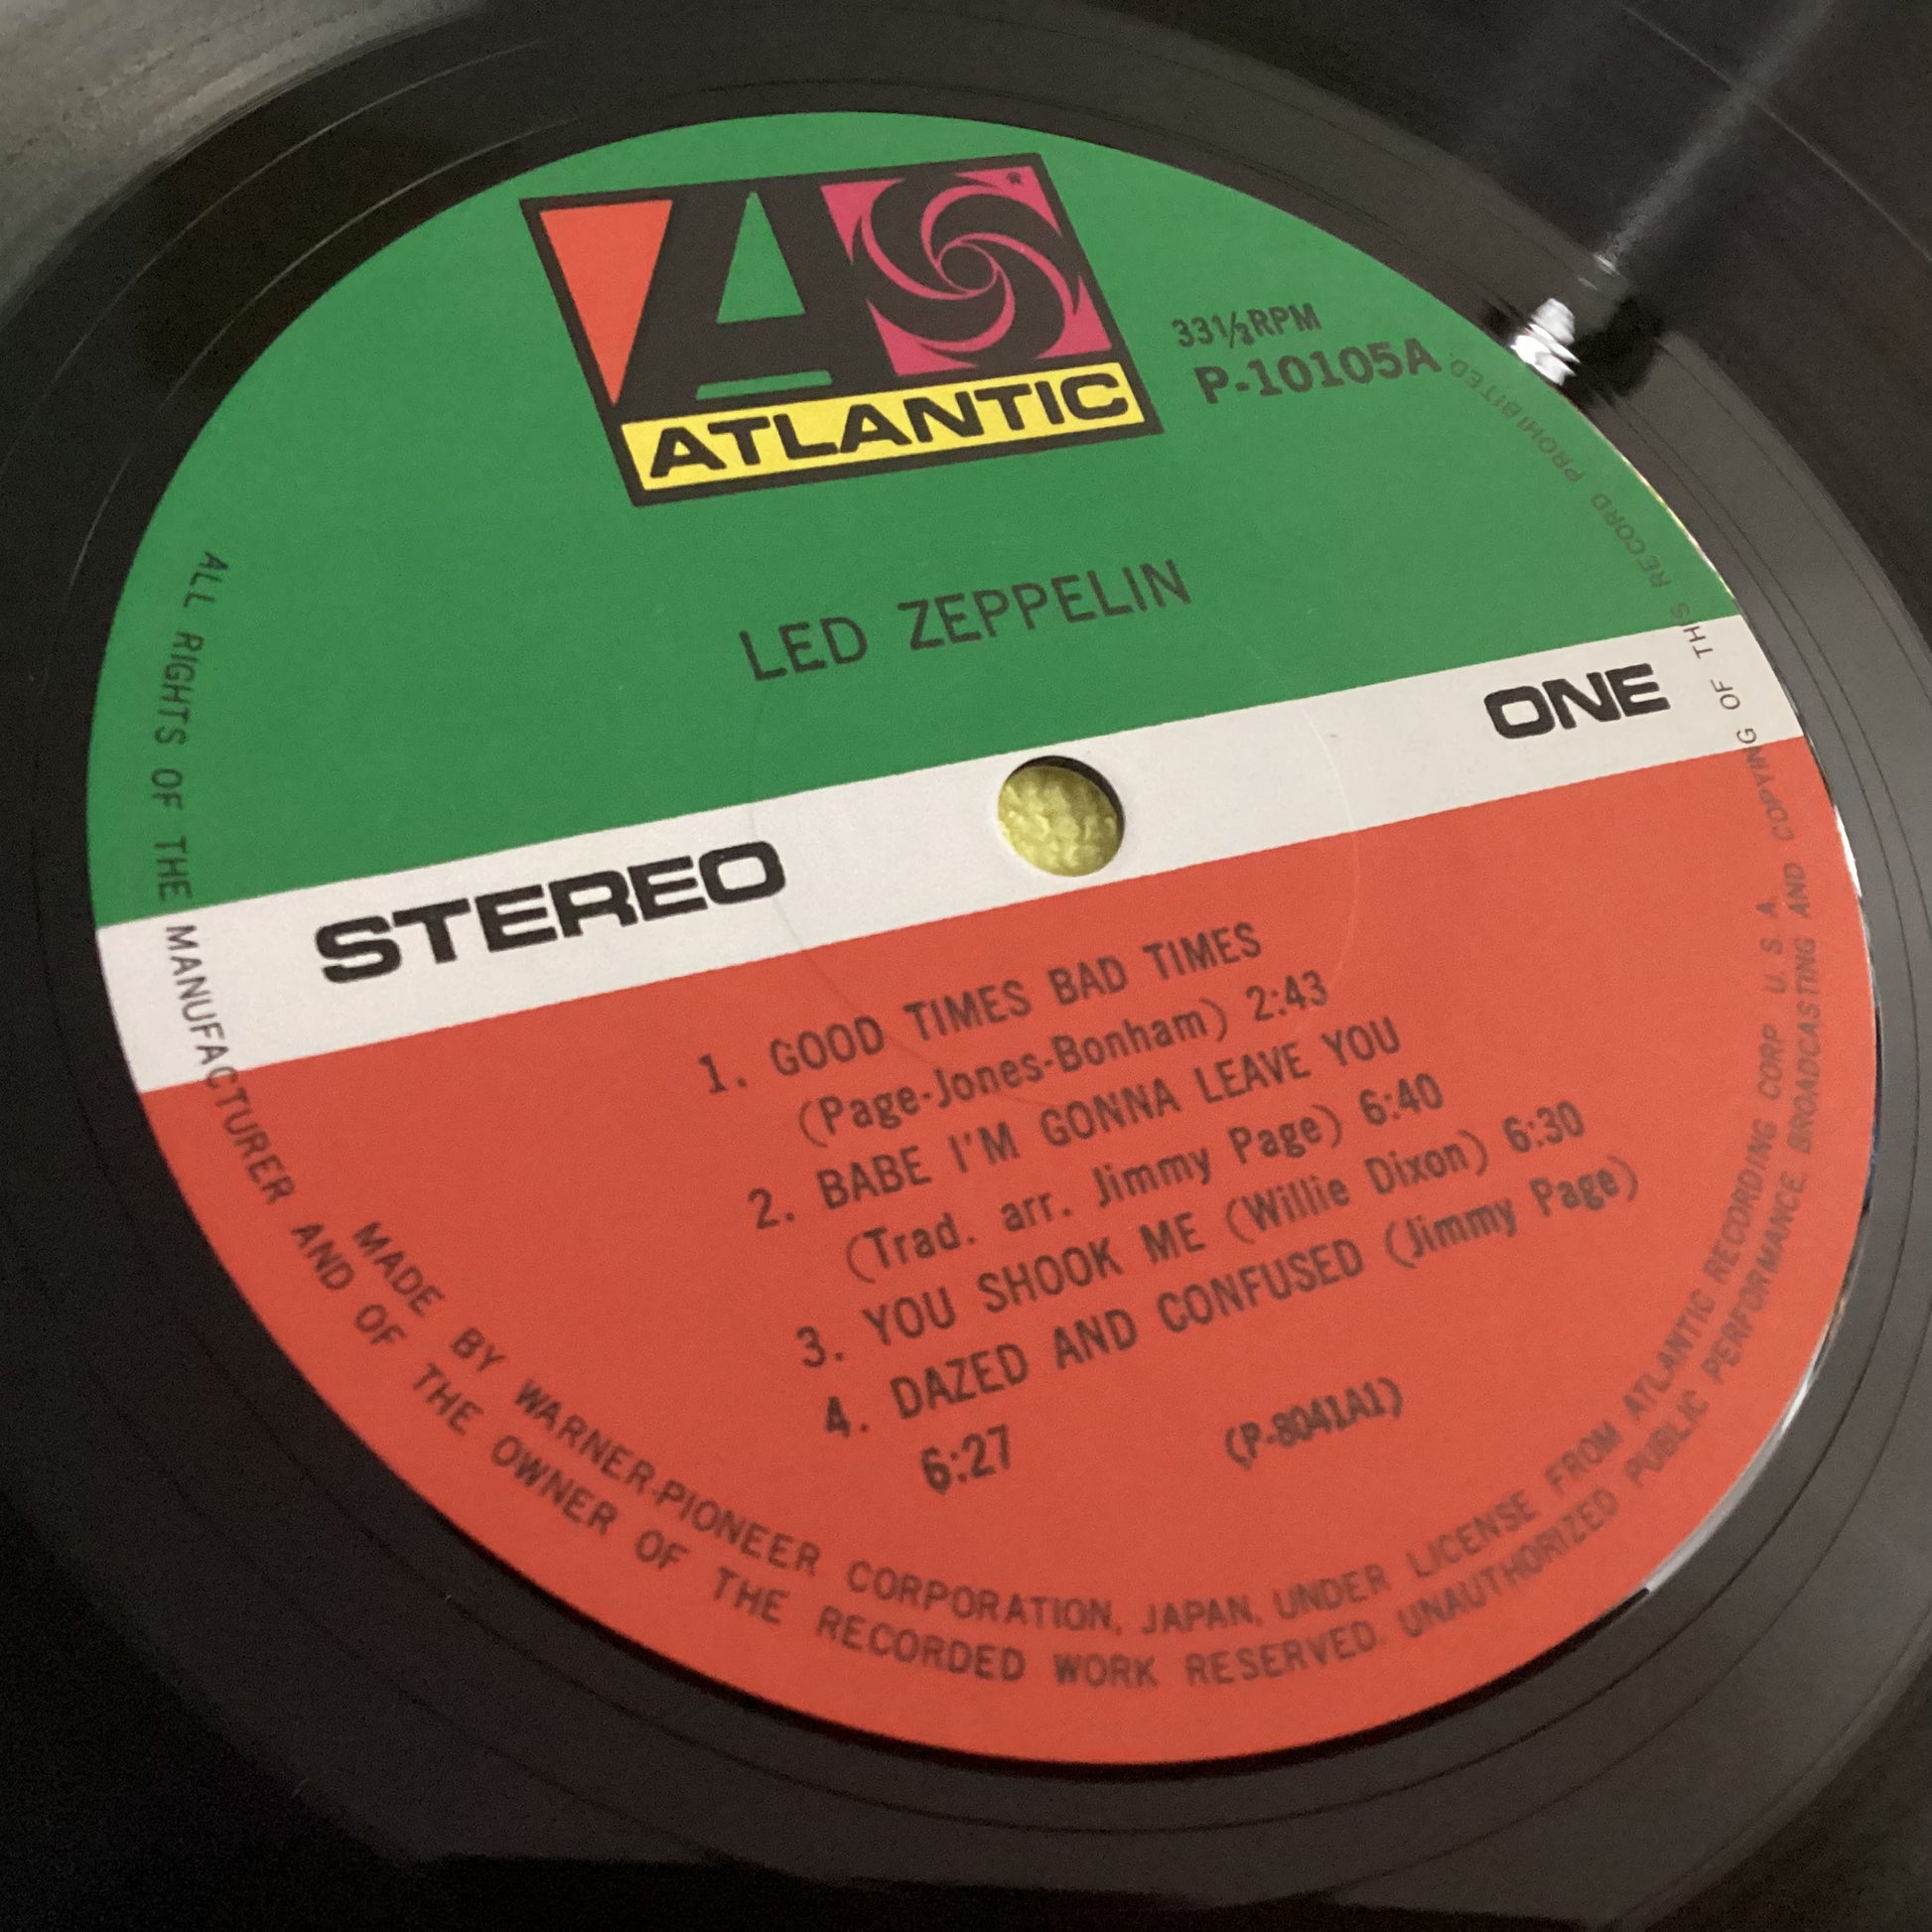 ATLANTIC
33⅓RPM
P-10105A
LED ZEPPELIN
STEREO
ONE
1. GOOD TIMES BAD TIMES
(Page-Jones-Bonham) 2:43
2. BABE I'M GONNA LEAVE YOU
(Trad. arr. Jimmy Page) 6:40
3. YOU SHOOK ME (Willie Dixon) 6:30
4. DAZED AND CONFUSED (Jimmy Page)
6:27
(P-8041A1)
MADE BY WARNER-PIONEER CORPORATION, JAPAN, UNDER LICENSE FROM ATLANTIC RECORDING CORP U. S. A.
ALL RIGHTS OF THE MANUFACTURER AND OF THE OWNER OF THE RECORDED WORK RESERVED. UNAUTHORIZED PUBLIC PERFORMANCE, BROADCASTING AND COPYING OF THIS RECORD PROHIBITED